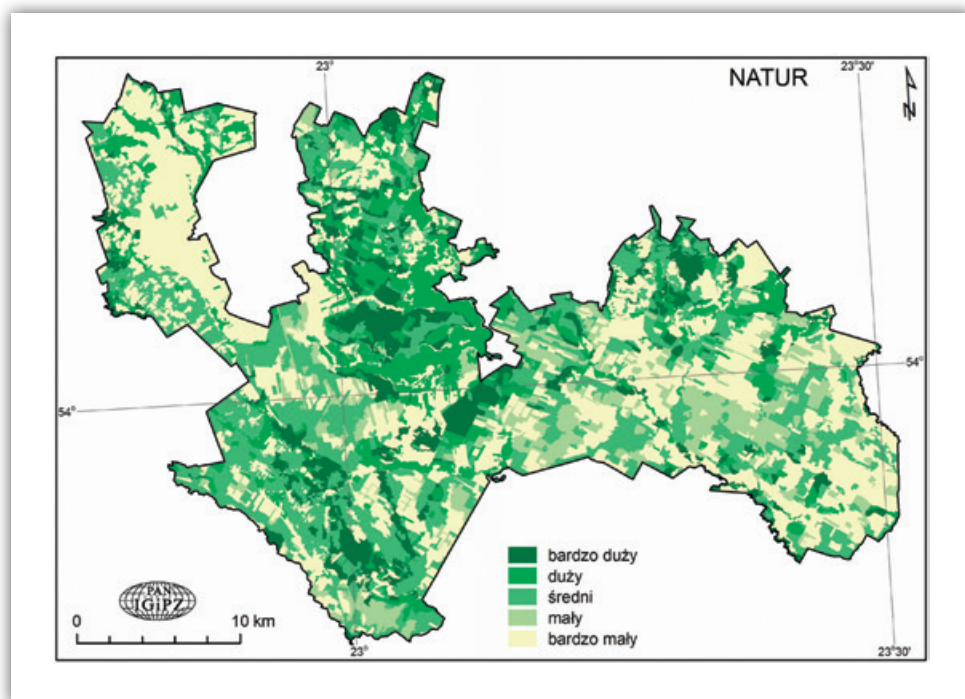 23°
23°30'
NATUR
N
54°
54°
bardzo duży
duży
średni
mały
bardzo mały
PAN
IGiPZ
0 10 km
23°
23°30'